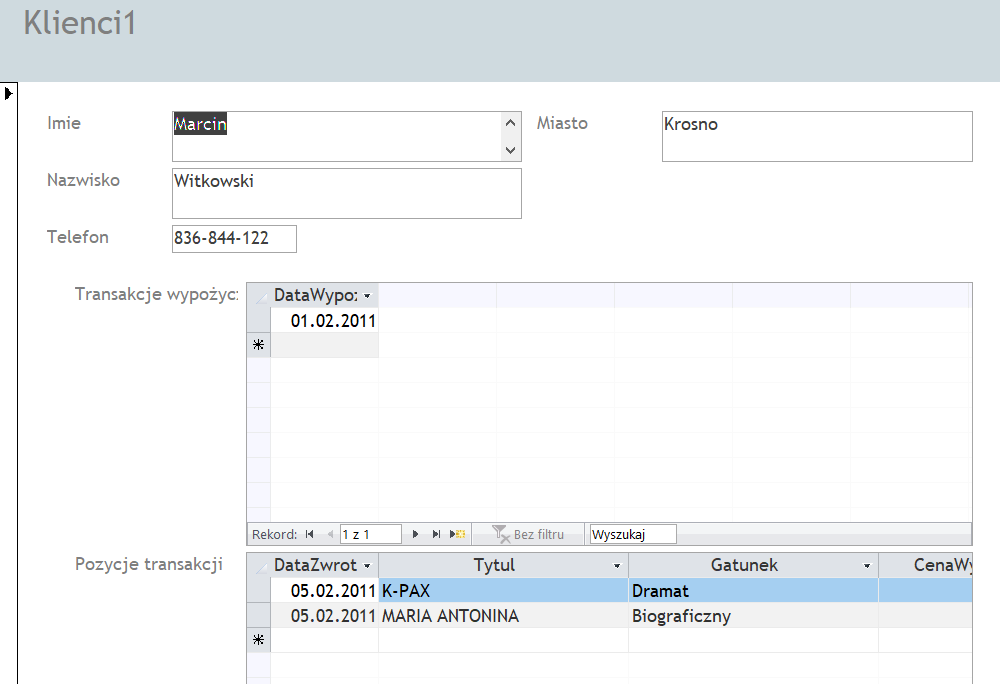 Klienci1
Imie Marcin Miasto Krosno
Nazwisko Witkowski
Telefon 836-844-122
Transakcje wypożyc: DataWypo:
01.02.2011
Rekord: 1 z 1 Bez filtru Wyszukaj
Pozycje transakcji DataZwrot Tytul Gatunek CenaWy
05.02.2011 K-PAX Dramat
05.02.2011 MARIA ANTONINA Biograficzny